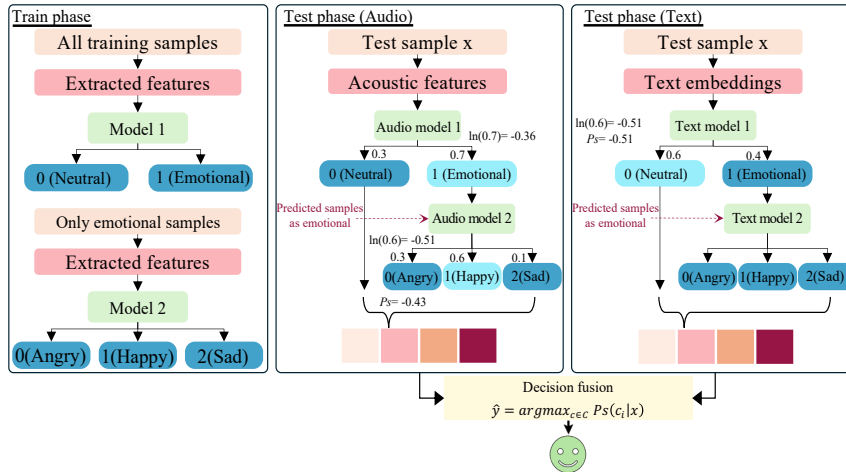 Train phase
All training samples
Extracted features
Model 1
0 (Neutral)
1 (Emotional)
Only emotional samples
Extracted features
Model 2
0(Angry)
1(Happy)
2(Sad)
Test phase (Audio)
Test sample x
Acoustic features
ln(0.7)= -0.36
Audio model 1
0.3
0.7
0 (Neutral)
1 (Emotional)
Predicted samples
as emotional
Audio model 2
ln(0.6)= -0.51
0.3
0.6
0.1
0(Angry)
1(Happy)
2(Sad)
Ps= -0.43
Test phase (Text)
Test sample x
Text embeddings
ln(0.6)= -0.51
Ps= -0.51
Text model 1
0.6
0.4
0 (Neutral)
1 (Emotional)
Predicted samples
as emotional
Text model 2
0(Angry)
1(Happy)
2(Sad)
Decision fusion
ŷ = argmax_{c∈C} Ps(c_i|x)